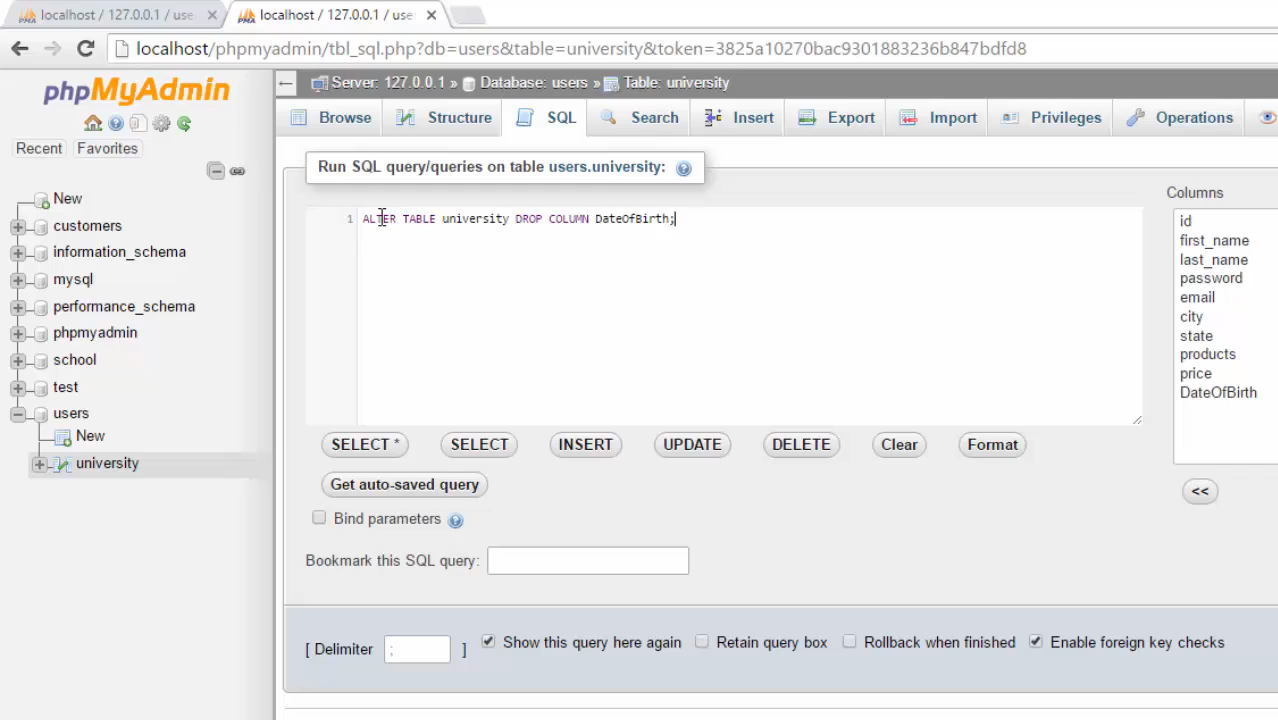 localhost / 127.0.0.1 / use
localhost / 127.0.0.1 / use
localhost/phpmyadmin/tbl_sql.php?db=users&table=university&token=3825a10270bac9301883236b847bdfd8
phpMyAdmin
Recent Favorites
New
customers
information_schema
mysql
performance_schema
phpmyadmin
school
test
users
New
university
Server: 127.0.0.1 » Database: users » Table: university
Browse Structure SQL Search Insert Export Import Privileges Operations
Run SQL query/queries on table users.university:
1 ALTER TABLE university DROP COLUMN DateOfBirth;
Columns
id
first_name
last_name
password
email
city
state
products
price
DateOfBirth
SELECT * SELECT INSERT UPDATE DELETE Clear Format
<<
Get auto-saved query
Bind parameters
Bookmark this SQL query:
[ Delimiter ; ] Show this query here again Retain query box Rollback when finished Enable foreign key checks